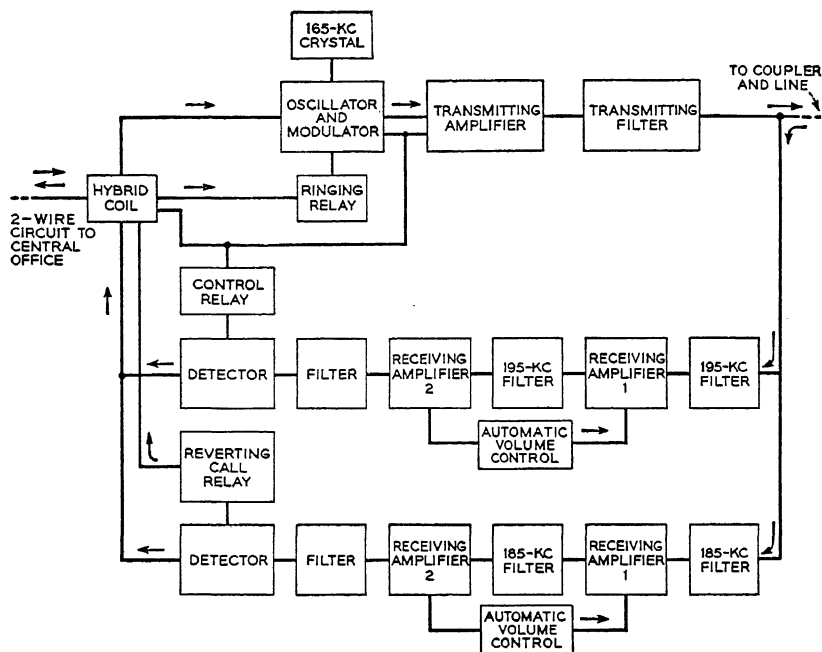 165-KC
CRYSTAL
TO COUPLER
AND LINE
OSCILLATOR
AND
MODULATOR
TRANSMITTING
AMPLIFIER
TRANSMITTING
FILTER
HYBRID
COIL
RINGING
RELAY
2-WIRE
CIRCUIT TO
CENTRAL
OFFICE
CONTROL
RELAY
DETECTOR
FILTER
RECEIVING
AMPLIFIER
2
195-KC
FILTER
RECEIVING
AMPLIFIER
1
195-KC
FILTER
AUTOMATIC
VOLUME
CONTROL
REVERTING
CALL
RELAY
DETECTOR
FILTER
RECEIVING
AMPLIFIER
2
185-KC
FILTER
RECEIVING
AMPLIFIER
1
185-KC
FILTER
AUTOMATIC
VOLUME
CONTROL